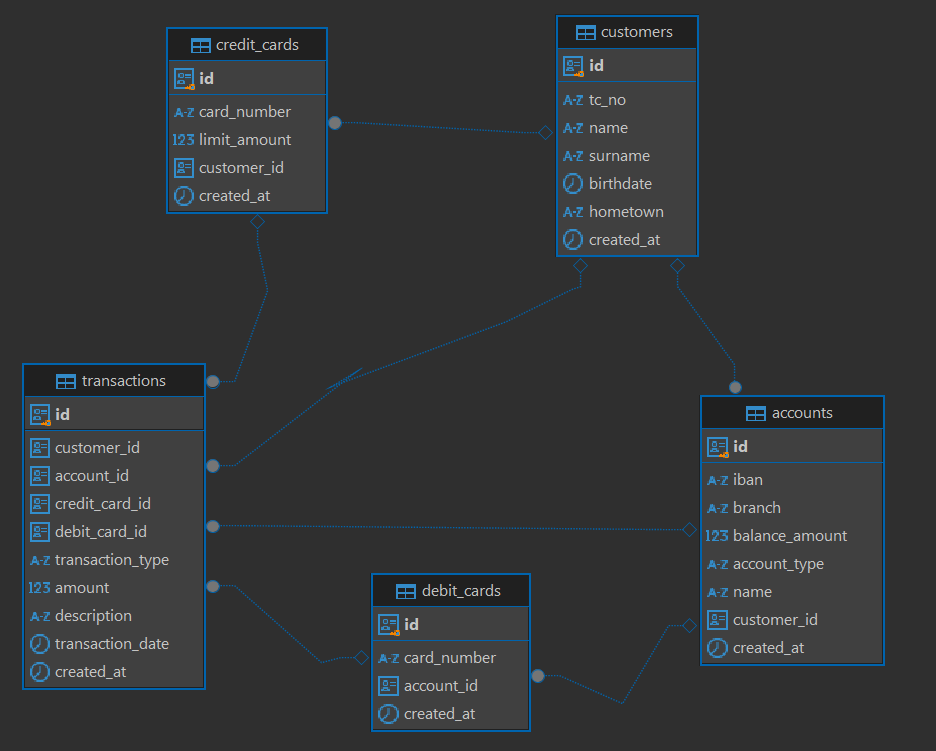 credit_cards
id
A-Z card_number
123 limit_amount
customer_id
created_at
customers
id
A-Z tc_no
A-Z name
A-Z surname
birthdate
A-Z hometown
created_at
transactions
id
customer_id
account_id
credit_card_id
debit_card_id
A-Z transaction_type
123 amount
A-Z description
transaction_date
created_at
accounts
id
A-Z iban
A-Z branch
123 balance_amount
A-Z account_type
A-Z name
customer_id
created_at
debit_cards
id
A-Z card_number
account_id
created_at